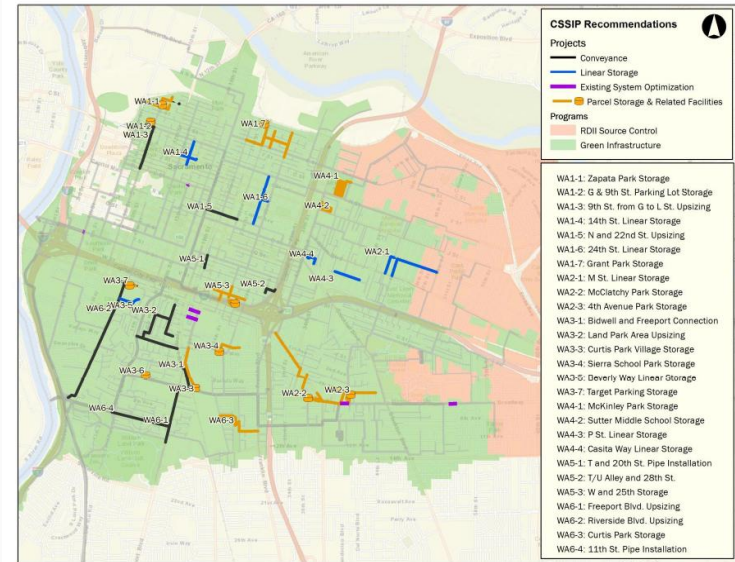 CSSIP Recommendations
Projects
Conveyance
Linear Storage
Existing System Optimization
Parcel Storage & Related Facilities
Programs
RDII Source Control
Green Infrastructure
WA1-1: Zapata Park Storage
WA1-2: G & 9th St. Parking Lot Storage
WA1-3: 9th St. from G to L St. Upsizing
WA1-4: 14th St. Linear Storage
WA1-5: N and 22nd St. Upsizing
WA1-6: 24th St. Linear Storage
WA1-7: Grant Park Storage
WA2-1: M St. Linear Storage
WA2-2: McClatchy Park Storage
WA2-3: 4th Avenue Park Storage
WA3-1: Bidwell and Freeport Connection
WA3-2: Land Park Area Upsizing
WA3-3: Curtis Park Village Storage
WA3-4: Sierra School Park Storage
WA3-5: Beverly Way Linear Storage
WA3-7: Target Parking Storage
WA4-1: McKinley Park Storage
WA4-2: Sutter Middle School Storage
WA4-3: P St. Linear Storage
WA4-4: Casita Way Linear Storage
WA5-1: T and 20th St. Pipe Installation
WA5-2: T/U Alley and 28th St.
WA5-3: W and 25th Storage
WA6-1: Freeport Blvd. Upsizing
WA6-2: Riverside Blvd. Upsizing
WA6-3: Curtis Park Storage
WA6-4: 11th St. Pipe Installation
WA1-1
WA1-2
WA1-3
WA1-7
WA1-4
Sacramento
WA4-1
WA1-6
WA4-2
WA1-5
WA4-4
WA2-1
WA5-1
WA4-3
WA3-7
WA5-3
WA5-2
WA3-5
WA6-2
WA3-2
WA3-4
WA3-1
WA3-6
WA3-3
WA2-2
WA2-3
WA6-4
WA6-1
WA6-3